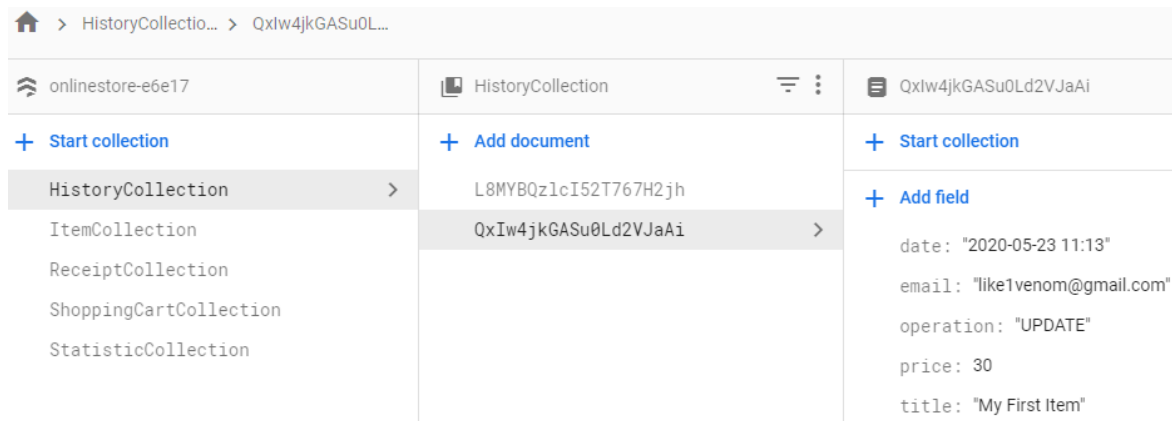 HistoryCollectio... > QxIw4jkGASu0L...
onlinestore-e6e17
HistoryCollection
QxIw4jkGASu0Ld2VJaAi
+ Start collection
+ Add document
+ Start collection
HistoryCollection
ItemCollection
ReceiptCollection
ShoppingCartCollection
StatisticCollection
L8MYBQzlcI52T767H2jh
QxIw4jkGASu0Ld2VJaAi
+ Add field
date: "2020-05-23 11:13"
email: "like1venom@gmail.com"
operation: "UPDATE"
price: 30
title: "My First Item"